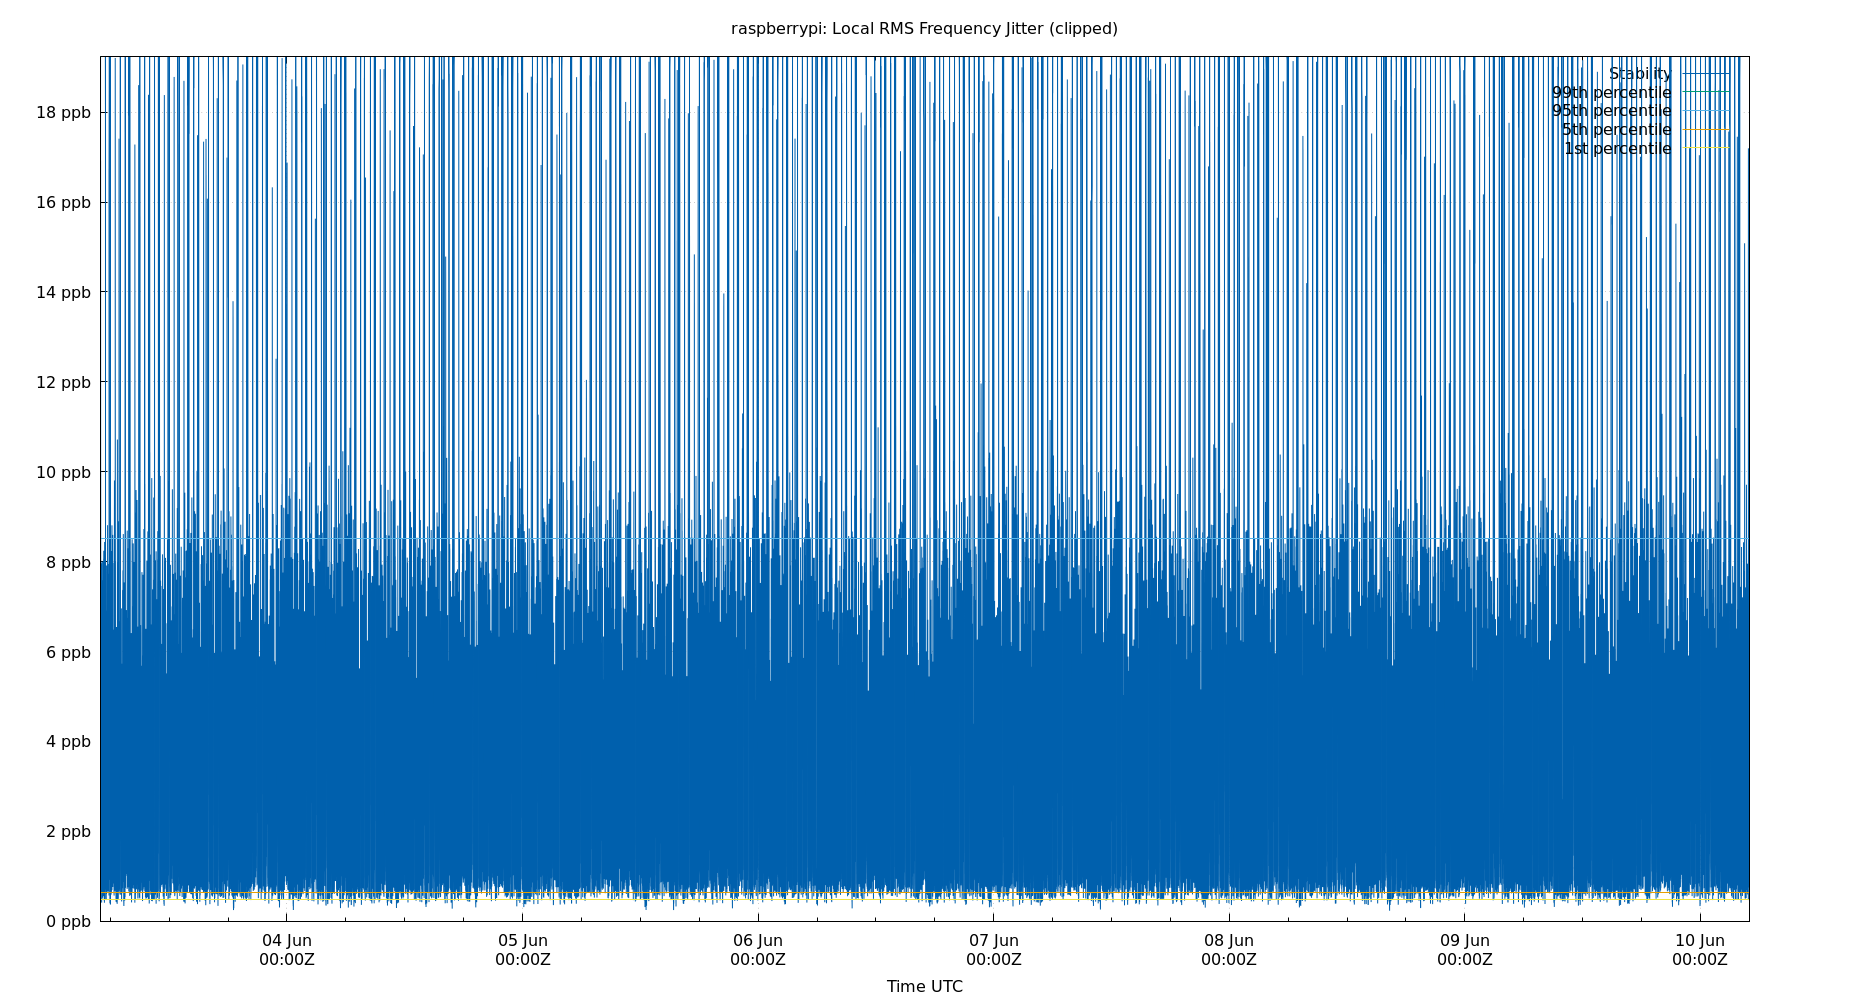 raspberrypi: Local RMS Frequency Jitter (clipped)
Stability
99th percentile
95th percentile
5th percentile
1st percentile
18 ppb
16 ppb
14 ppb
12 ppb
10 ppb
8 ppb
6 ppb
4 ppb
2 ppb
0 ppb
04 Jun 05 Jun 06 Jun 07 Jun 08 Jun 09 Jun 10 Jun
00:00Z 00:00Z 00:00Z 00:00Z 00:00Z 00:00Z 00:00Z
Time UTC